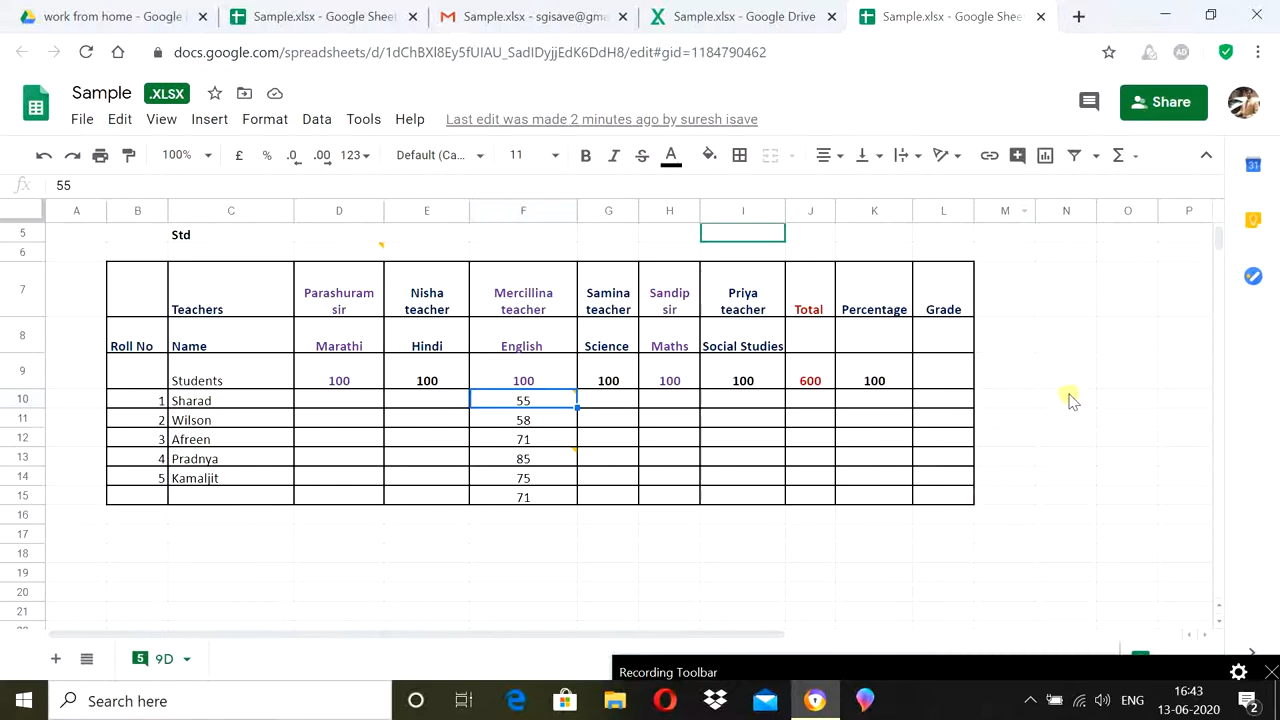 work from home - Google
Sample.xlsx - Google Shee
Sample.xlsx - sgisave@gma
Sample.xlsx - Google Drive
Sample.xlsx - Google Shee
docs.google.com/spreadsheets/d/1dChBXI8Ey5fUIAU_SadIDyjjEdK6DdH8/edit#gid=1184790462
Sample .XLSX
Share
File Edit View Insert Format Data Tools Help Last edit was made 2 minutes ago by suresh isave
100% £ % .0 .00 123 Default (Ca... 11 B I S A Σ
fx 55
A B C D E F G H I J K L M N O P
5 Std
6
7 Teachers Parashuram sir Nisha teacher Mercillina teacher Samina teacher Sandip sir Priya teacher Total Percentage Grade
8 Roll No Name Marathi Hindi English Science Maths Social Studies
9 Students 100 100 100 100 100 100 600 100
10 1 Sharad 55
11 2 Wilson 58
12 3 Afreen 71
13 4 Pradnya 85
14 5 Kamaljit 75
15 71
16
17
18
19
20
21
5 9D
Recording Toolbar
Type here to search
Search here
ENG
16:43
13-06-2020
2